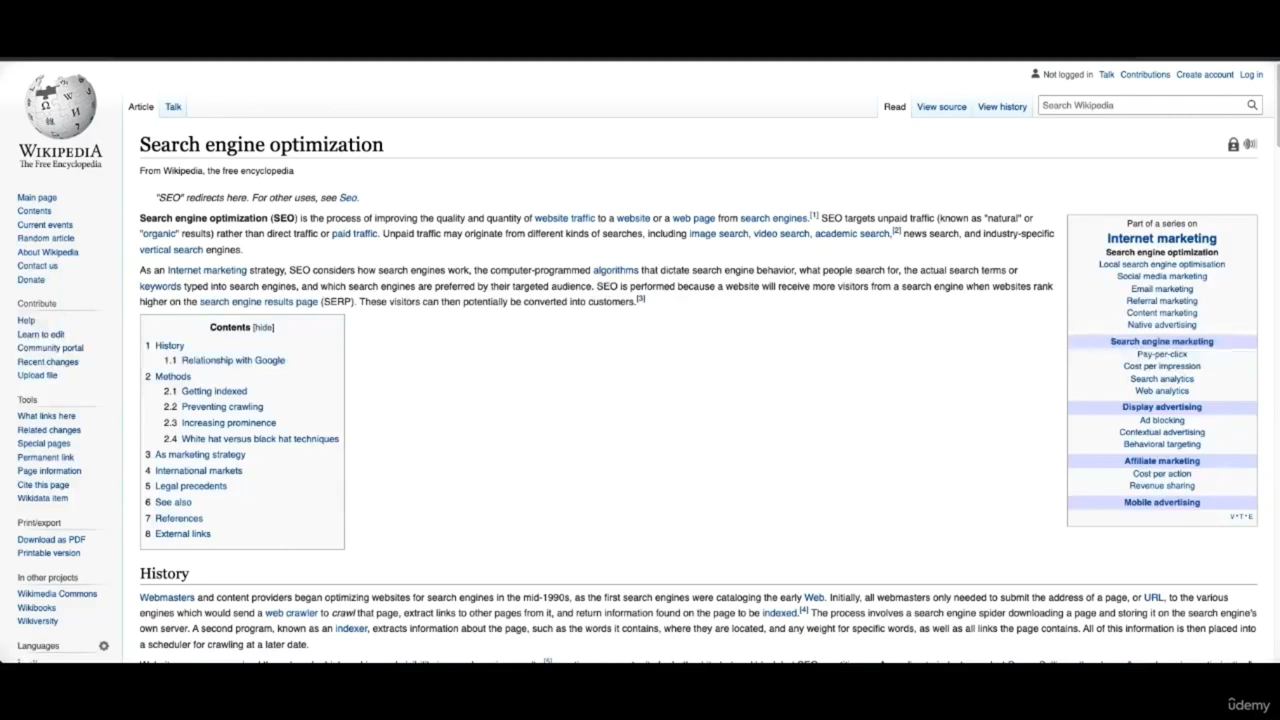 Not logged in Talk Contributions Create account Log in
Article Talk Read View source View history Search Wikipedia
WIKIPEDIA
The Free Encyclopedia
Main page
Contents
Current events
Random article
About Wikipedia
Contact us
Donate
Contribute
Help
Learn to edit
Community portal
Recent changes
Upload file
Tools
What links here
Related changes
Special pages
Permanent link
Page information
Cite this page
Wikidata item
Print/export
Download as PDF
Printable version
In other projects
Wikimedia Commons
Wikibooks
Wikiversity
Languages
Search engine optimization
From Wikipedia, the free encyclopedia
"SEO" redirects here. For other uses, see Seo.
Search engine optimization (SEO) is the process of improving the quality and quantity of website traffic to a website or a web page from search engines.[1] SEO targets unpaid traffic (known as "natural" or
"organic" results) rather than direct traffic or paid traffic. Unpaid traffic may originate from different kinds of searches, including image search, video search, academic search,[2] news search, and industry-specific
vertical search engines.
As an Internet marketing strategy, SEO considers how search engines work, the computer-programmed algorithms that dictate search engine behavior, what people search for, the actual search terms or
keywords typed into search engines, and which search engines are preferred by their targeted audience. SEO is performed because a website will receive more visitors from a search engine when websites rank
higher on the search engine results page (SERP). These visitors can then potentially be converted into customers.[3]
Contents [hide]
1 History
1.1 Relationship with Google
2 Methods
2.1 Getting indexed
2.2 Preventing crawling
2.3 Increasing prominence
2.4 White hat versus black hat techniques
3 As marketing strategy
4 International markets
5 Legal precedents
6 See also
7 References
8 External links
Part of a series on
Internet marketing
Search engine optimization
Local search engine optimisation
Social media marketing
Email marketing
Referral marketing
Content marketing
Native advertising
Search engine marketing
Pay-per-click
Cost per impression
Search analytics
Web analytics
Display advertising
Ad blocking
Contextual advertising
Behavioral targeting
Affiliate marketing
Cost per action
Revenue sharing
Mobile advertising
V·T·E
History
Webmasters and content providers began optimizing websites for search engines in the mid-1990s, as the first search engines were cataloging the early Web. Initially, all webmasters only needed to submit the address of a page, or URL, to the various
engines which would send a web crawler to crawl that page, extract links to other pages from it, and return information found on the page to be indexed.[4] The process involves a search engine spider downloading a page and storing it on the search engine's
own server. A second program, known as an indexer, extracts information about the page, such as the words it contains, where they are located, and any weight for specific words, as well as all links the page contains. All of this information is then placed into
a scheduler for crawling at a later date.
[5]
ûdemy